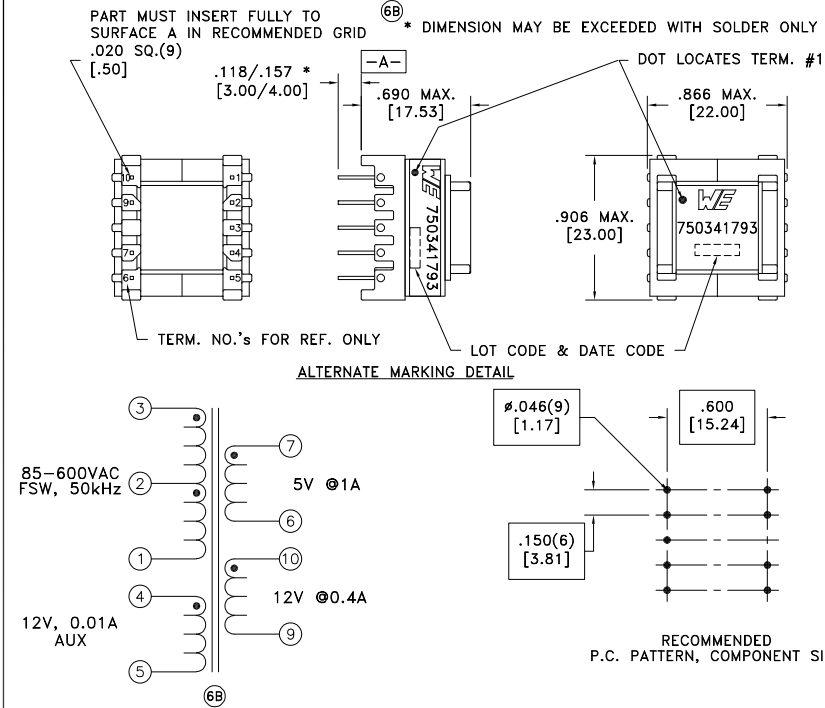 PART MUST INSERT FULLY TO
SURFACE A IN RECOMMENDED GRID
.020 SQ.(9)
[.50]
6B
* DIMENSION MAY BE EXCEEDED WITH SOLDER ONLY
-A-
DOT LOCATES TERM. #1
.118/.157 *
[3.00/4.00]
.690 MAX.
[17.53]
.866 MAX.
[22.00]
10
1
9
2
3
7
4
6
5
WE 750341793
.906 MAX.
[23.00]
WE
750341793
TERM. NO.'s FOR REF. ONLY
LOT CODE & DATE CODE
ALTERNATE MARKING DETAIL
3
2
1
85-600VAC
FSW, 50kHz
4
5
12V, 0.01A
AUX
7
6
5V @1A
10
9
12V @0.4A
6B
ø.046(9)
[1.17]
.600
[15.24]
.150(6)
[3.81]
RECOMMENDED
P.C. PATTERN, COMPONENT SI